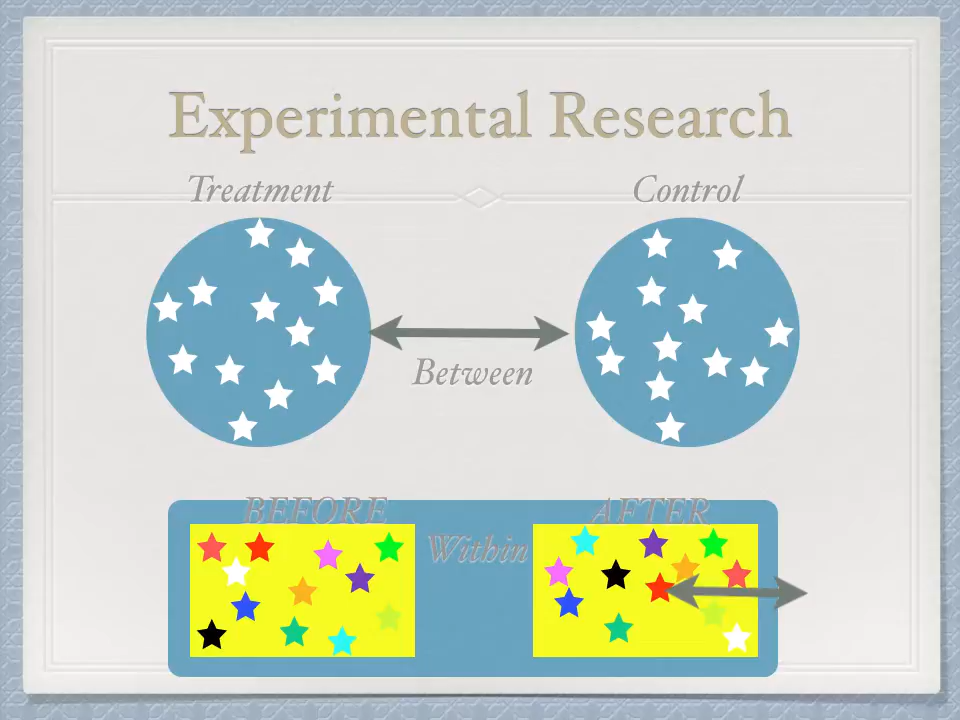 Experimental Research
Treatment
Control
Between
BEFORE
AFTER
Within